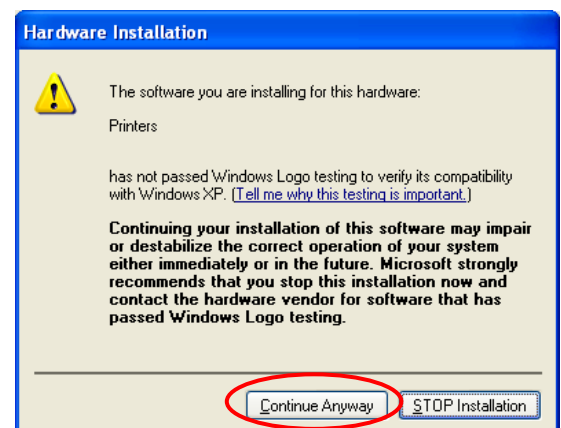 Hardware Installation
The software you are installing for this hardware:
Printers
has not passed Windows Logo testing to verify its compatibility
with Windows XP. (Tell me why this testing is important.)
Continuing your installation of this software may impair
or destabilize the correct operation of your system
either immediately or in the future. Microsoft strongly
recommends that you stop this installation now and
contact the hardware vendor for software that has
passed Windows Logo testing.
Continue Anyway STOP Installation